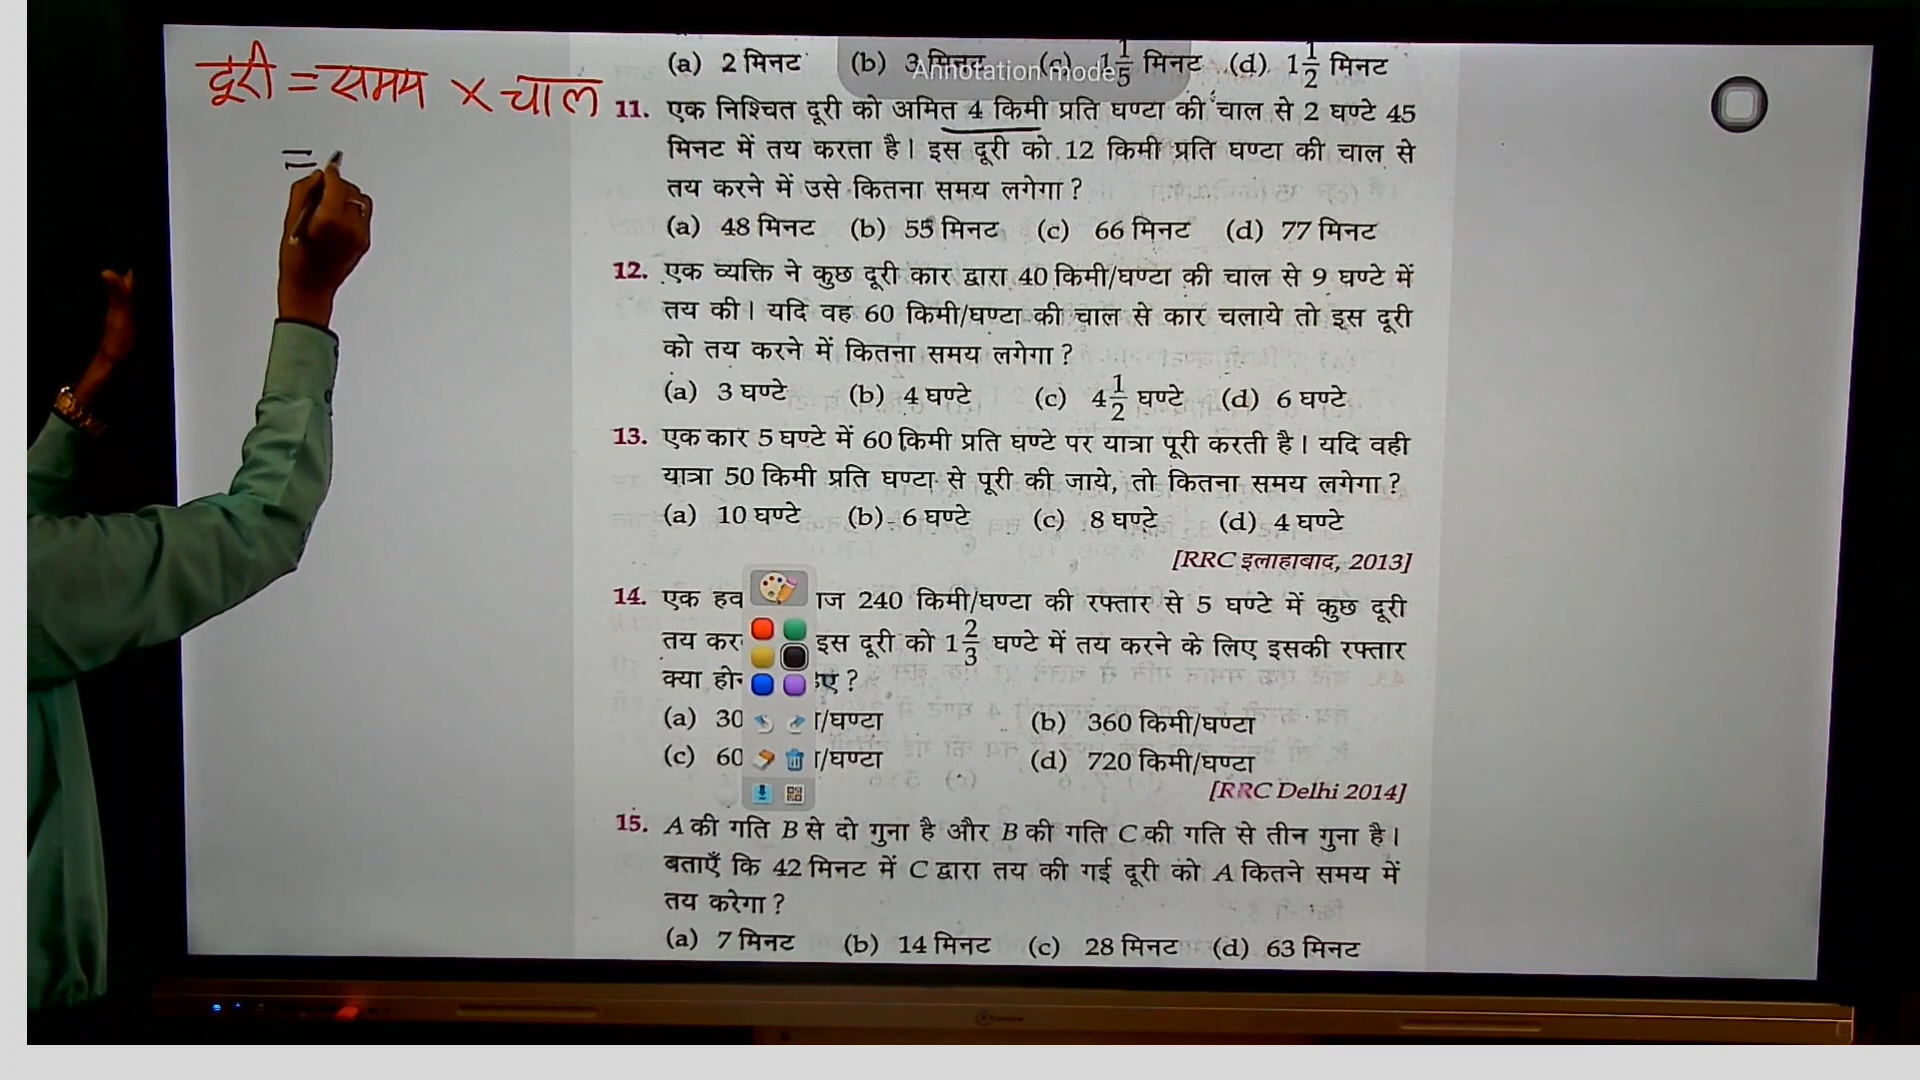 दूरी = समय × चाल
=
(a) 2 मिनट (b) 3 मिनट (c) 1 1/5 मिनट (d) 1 1/2 मिनट
Annotation mode
11. एक निश्चित दूरी को अमित 4 किमी प्रति घण्टा की चाल से 2 घण्टे 45
मिनट में तय करता है। इस दूरी को 12 किमी प्रति घण्टा की चाल से
तय करने में उसे कितना समय लगेगा ?
(a) 48 मिनट (b) 55 मिनट (c) 66 मिनट (d) 77 मिनट
12. एक व्यक्ति ने कुछ दूरी कार द्वारा 40 किमी/घण्टा की चाल से 9 घण्टे में
तय की। यदि वह 60 किमी/घण्टा की चाल से कार चलाये तो इस दूरी
को तय करने में कितना समय लगेगा ?
(a) 3 घण्टे (b) 4 घण्टे (c) 4 1/2 घण्टे (d) 6 घण्टे
13. एक कार 5 घण्टे में 60 किमी प्रति घण्टे पर यात्रा पूरी करती है। यदि वही
यात्रा 50 किमी प्रति घण्टा से पूरी की जाये, तो कितना समय लगेगा ?
(a) 10 घण्टे (b) 6 घण्टे (c) 8 घण्टे (d) 4 घण्टे
[RRC इलाहाबाद, 2013]
14. एक 240 किमी/घण्टा की रफ्तार से 5 घण्टे में कुछ दूरी
तय इस दूरी को 1 2/3 घण्टे में तय करने के लिए इसकी रफ्तार
क्या ?
(a) 30 /घण्टा (b) 360 किमी/घण्टा
(c) 60 /घण्टा (d) 720 किमी/घण्टा
[RRC Delhi 2014]
15. A की गति B से दो गुना है और B की गति C की गति से तीन गुना है।
बताएँ कि 42 मिनट में C द्वारा तय की गई दूरी को A कितने समय में
तय करेगा ?
(a) 7 मिनट (b) 14 मिनट (c) 28 मिनट (d) 63 मिनट